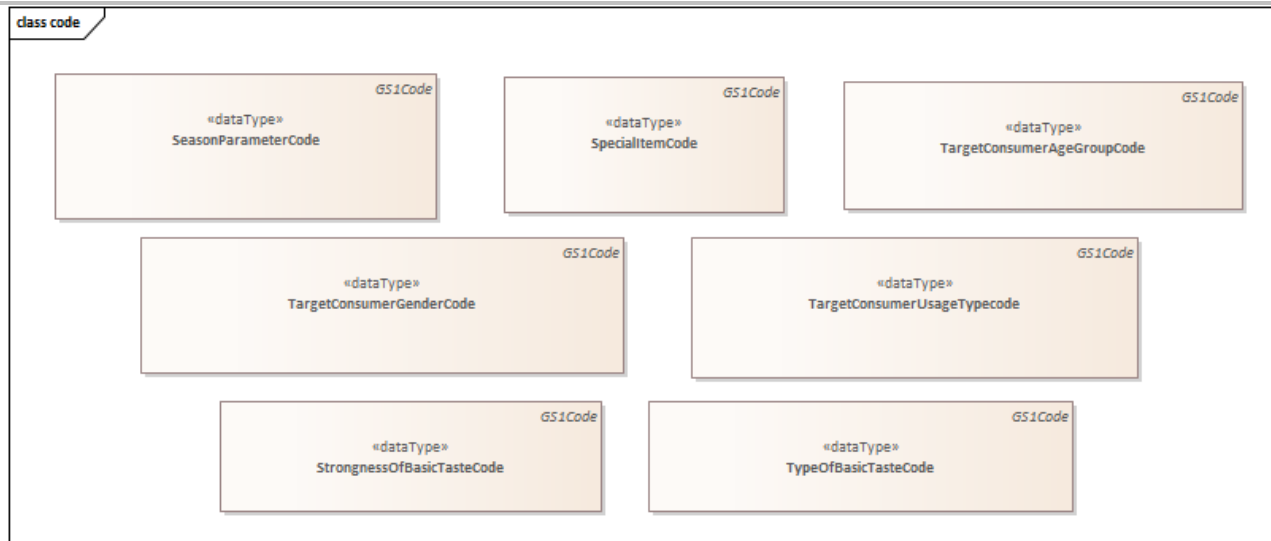 class code
GS1Code
«dataType»
SeasonParameterCode
GS1Code
«dataType»
SpecialItemCode
GS1Code
«dataType»
TargetConsumerAgeGroupCode
GS1Code
«dataType»
TargetConsumerGenderCode
GS1Code
«dataType»
TargetConsumerUsageTypecode
GS1Code
«dataType»
StrongnessOfBasicTasteCode
GS1Code
«dataType»
TypeOfBasicTasteCode